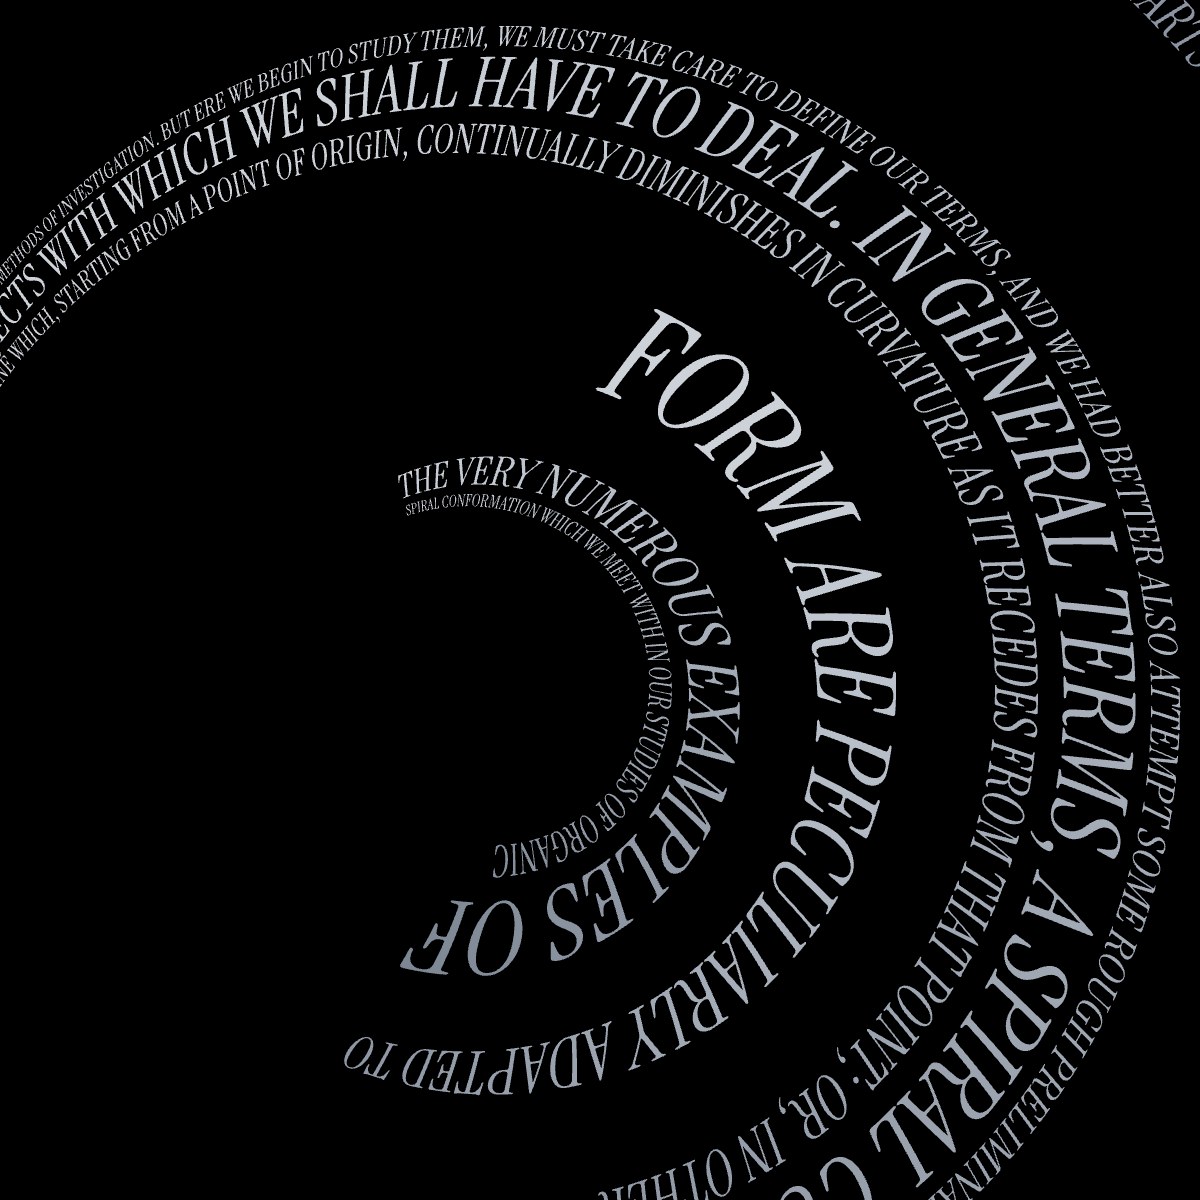 THE VERY NUMEROUS EXAMPLES OF
SPIRAL CONFORMATION WHICH WE MEET WITH IN OUR STUDIES OF ORGANIC
FORM ARE PECULIARLY ADAPTED TO
METHODS OF INVESTIGATION. BUT ERE WE BEGIN TO STUDY THEM, WE MUST TAKE CARE TO DEFINE OUR TERMS, AND WE HAD BETTER ALSO ATTEMPT SOME ROUGH PRELIMINA
ECTS WITH WHICH WE SHALL HAVE TO DEAL. IN GENERAL TERMS, A SPIRAL C
NE WHICH, STARTING FROM A POINT OF ORIGIN, CONTINUALLY DIMINISHES IN CURVATURE AS IT RECEDES FROM THAT POINT; OR, IN OTHER
ARTS